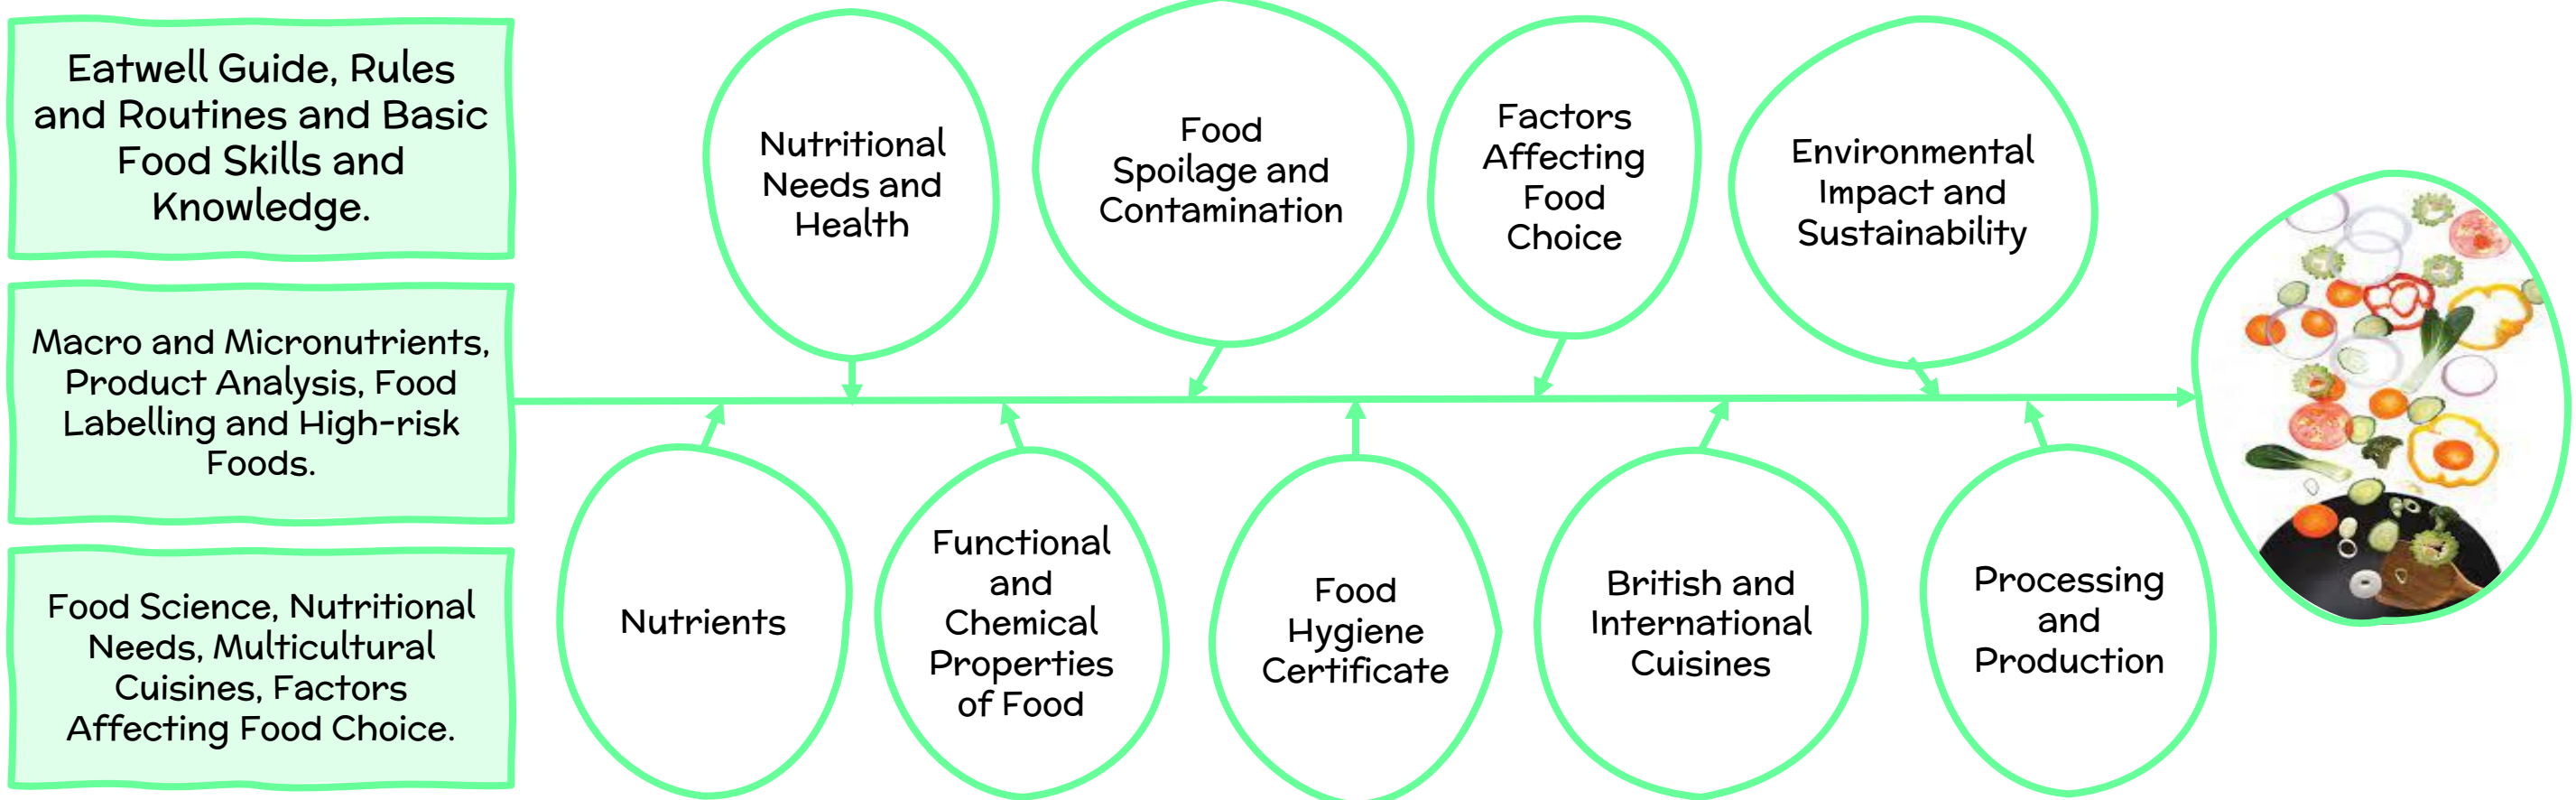 Eatwell Guide, Rules
and Routines and Basic
Food Skills and
Knowledge.
Macro and Micronutrients,
Product Analysis, Food
Labelling and High-risk
Foods.
Food Science, Nutritional
Needs, Multicultural
Cuisines, Factors
Affecting Food Choice.
Nutritional
Needs and
Health
Food
Spoilage and
Contamination
Factors
Affecting
Food
Choice
Environmental
Impact and
Sustainability
Nutrients
Functional
and
Chemical
Properties
of Food
Food
Hygiene
Certificate
British and
International
Cuisines
Processing
and
Production